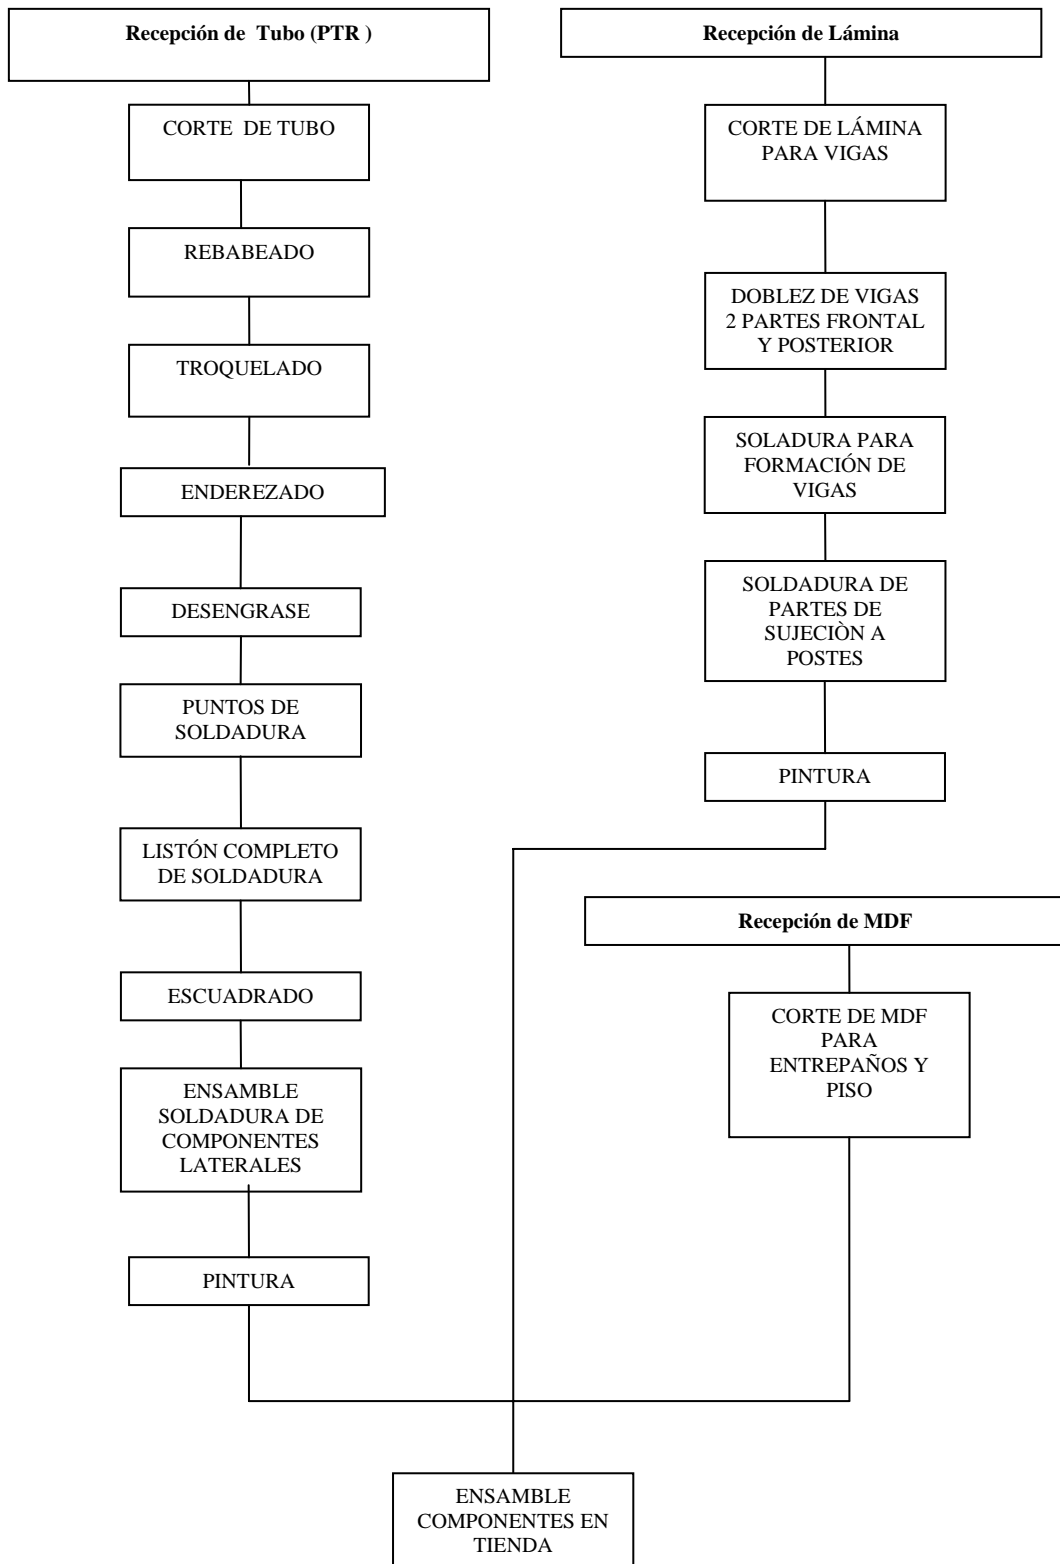 Recepción de Tubo (PTR )
CORTE DE TUBO
REBABEADO
TROQUELADO
ENDEREZADO
DESENGRASE
PUNTOS DE
SOLDADURA
LISTÓN COMPLETO
DE SOLDADURA
ESCUADRADO
ENSAMBLE
SOLDADURA DE
COMPONENTES
LATERALES
PINTURA
Recepción de Lámina
CORTE DE LÁMINA
PARA VIGAS
DOBLEZ DE VIGAS
2 PARTES FRONTAL
Y POSTERIOR
SOLADURA PARA
FORMACIÓN DE
VIGAS
SOLDADURA DE
PARTES DE
SUJECIÒN A
POSTES
PINTURA
Recepción de MDF
CORTE DE MDF
PARA
ENTREPAÑOS Y
PISO
ENSAMBLE
COMPONENTES EN
TIENDA